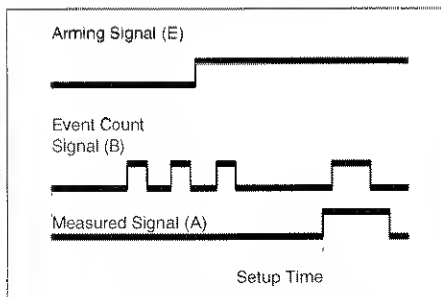 Arming Signal (E)
Event Count
Signal (B)
Measured Signal (A)
Setup Time